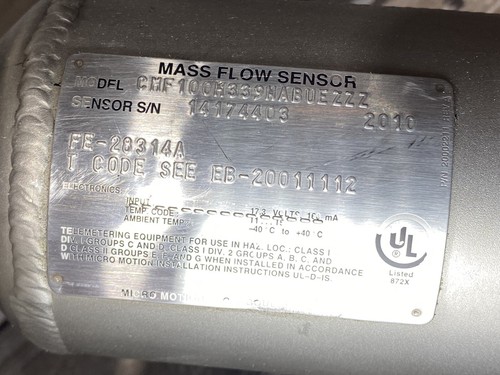 MASS FLOW SENSOR
MODEL CMF100M339NABUEZZZ
SENSOR S/N 14174403 2010
FE-20314A
T CODE SEE EB-20011112
ELECTRONICS:
INPUT
TEMP CODE:
AMBIENT TEMP: -40°C to +40°C
TELEMETERING EQUIPMENT FOR USE IN HAZ. LOC.: CLASS I
DIV. I GROUPS C AND D CLASS I DIV. 2 GROUPS A, B, C AND
D CLASS II GROUPS E, F, AND G WHEN INSTALLED IN ACCORDANCE
WITH MICRO MOTION INSTALLATION INSTRUCTIONS UL-D-IS.
UL
Listed
872X
MICRO MOTION